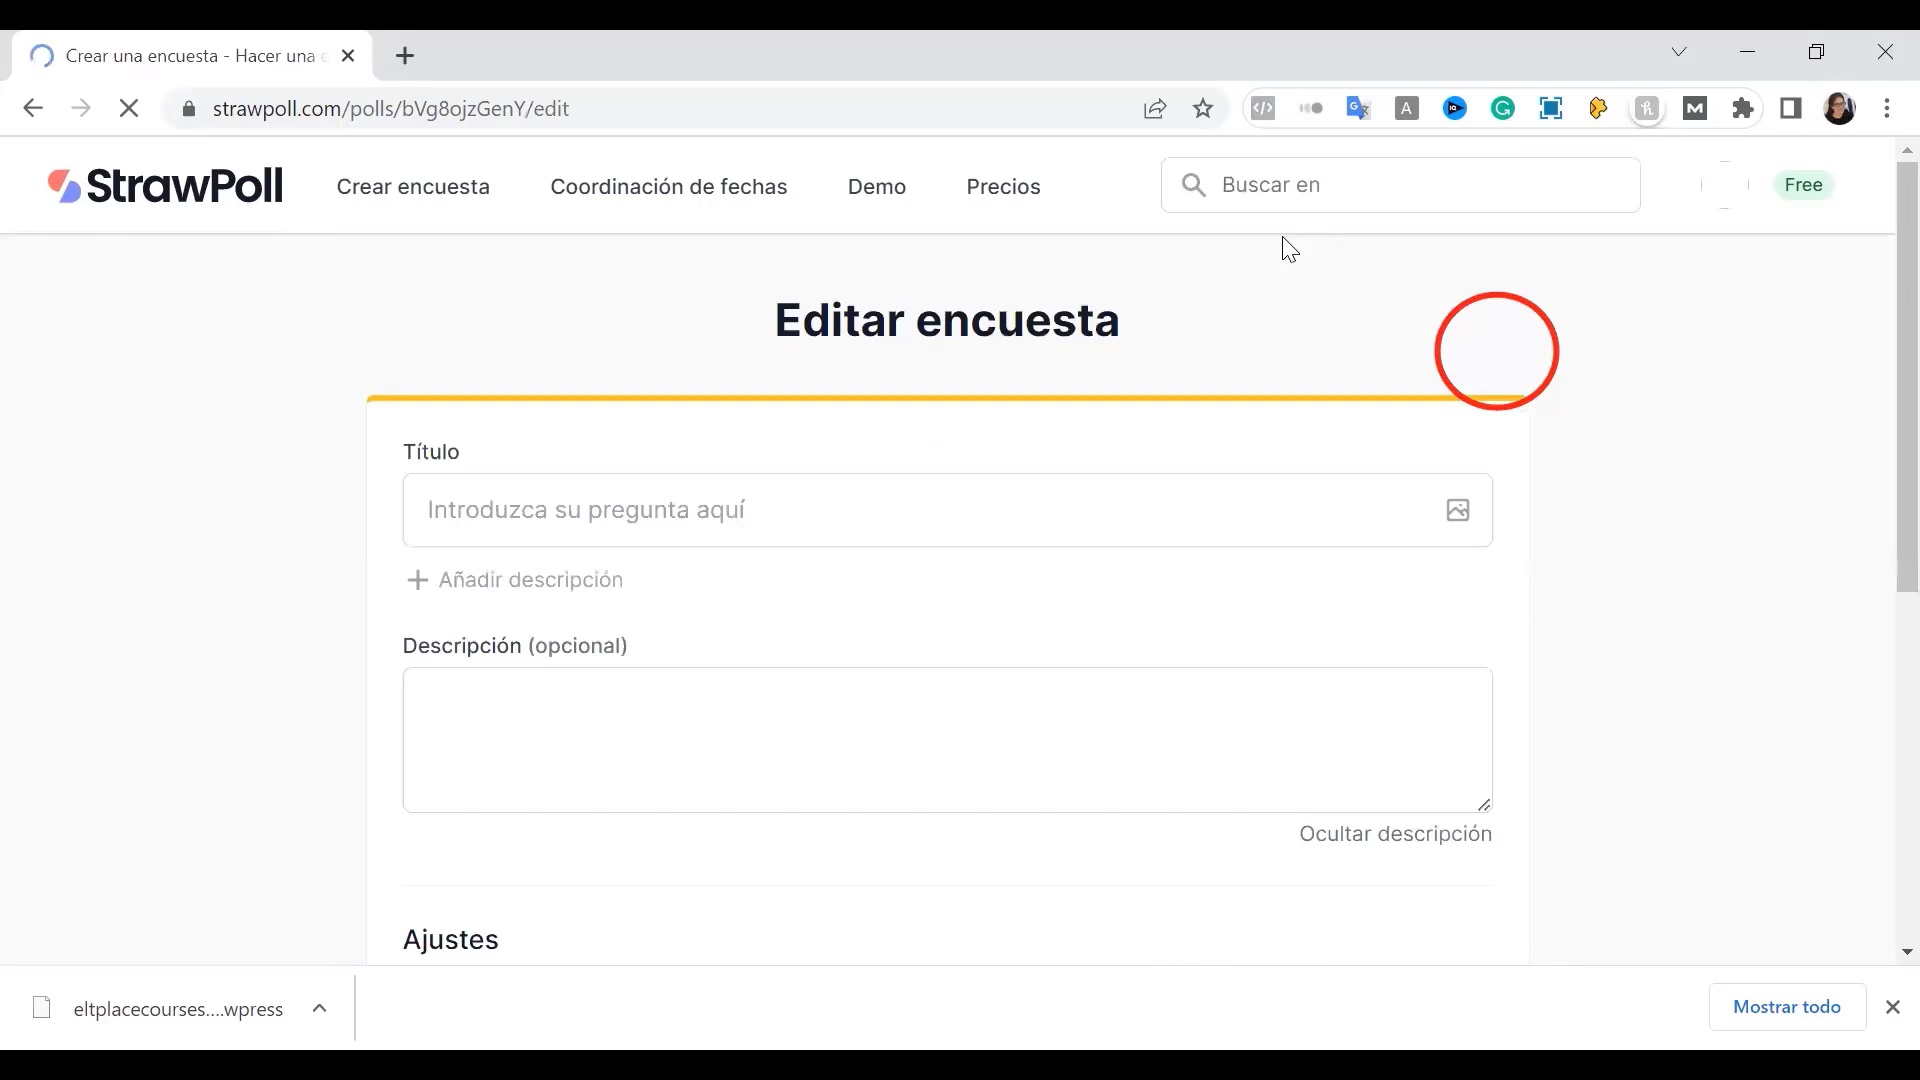 Crear una encuesta - Hacer una e
strawpoll.com/polls/bVg8ojzGenY/edit
StrawPoll
Crear encuesta
Coordinación de fechas
Demo
Precios
Buscar en
Free
Editar encuesta
Título
Introduzca su pregunta aquí
+ Añadir descripción
Descripción (opcional)
Ocultar descripción
Ajustes
eltplacecourses....wpress
Mostrar todo